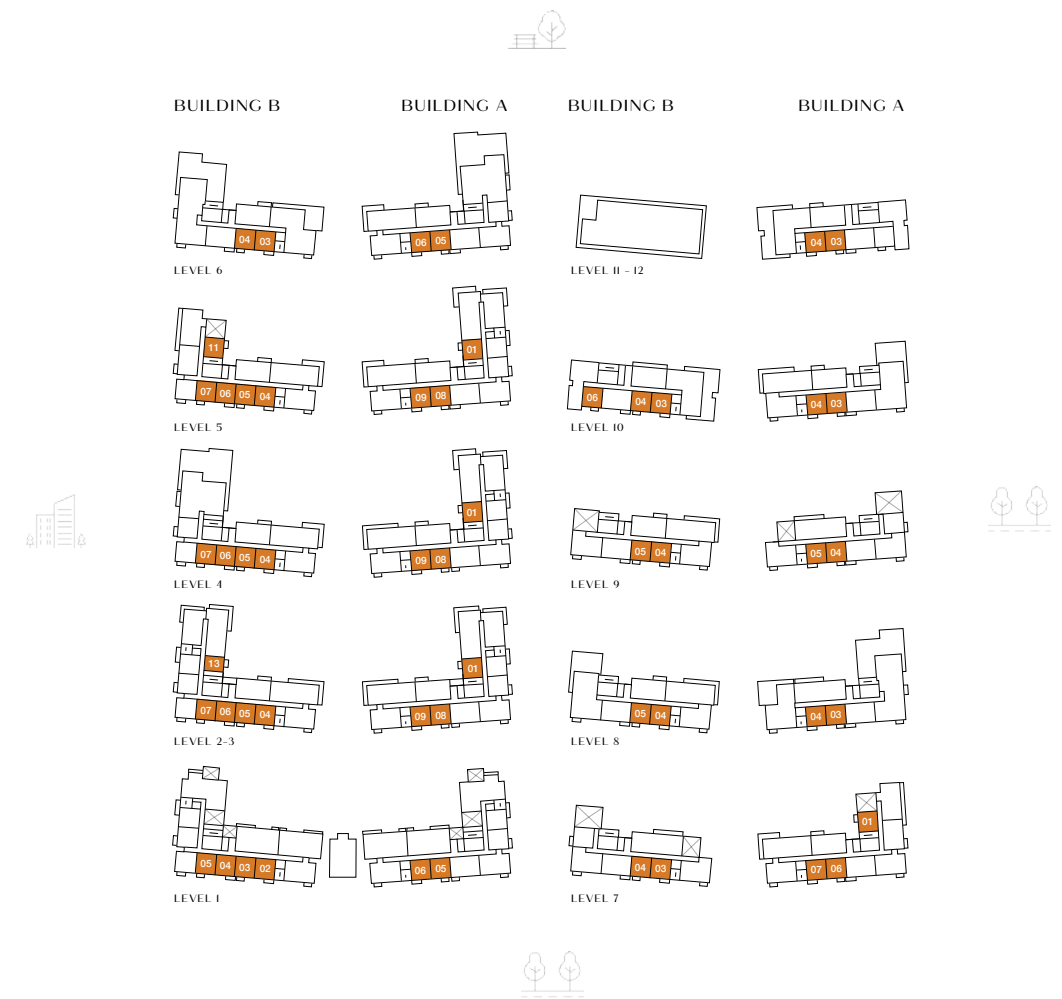 BUILDING B BUILDING A BUILDING B BUILDING A
04 03 06 05 04 03
LEVEL 6 LEVEL 11 - 12
11 01
07 06 05 04 09 08 06 04 03 04 03
LEVEL 5 LEVEL 10
01
07 06 05 04 09 08 05 04 05 04
LEVEL 4 LEVEL 9
13 01
07 06 05 04 09 08 05 04 04 03
LEVEL 2-3 LEVEL 8
01
05 04 03 02 06 05 04 03 07 06
LEVEL 1 LEVEL 7